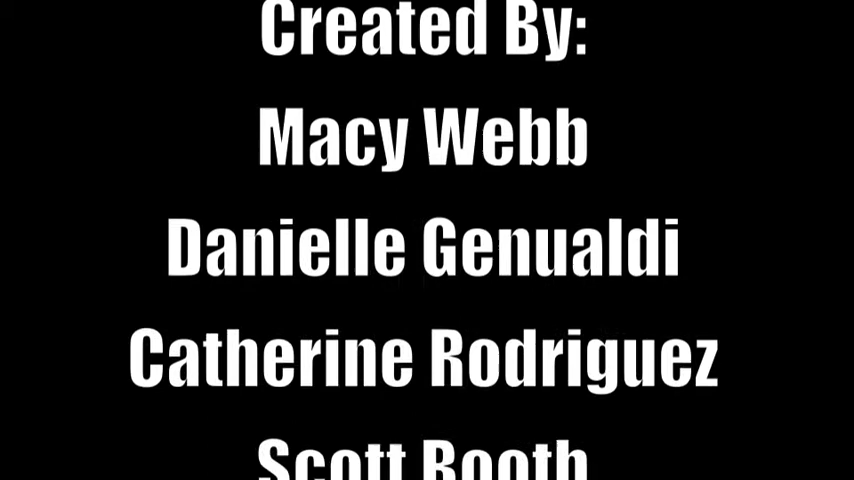 Created By:
Macy Webb
Danielle Genualdi
Catherine Rodriguez
Scott Booth